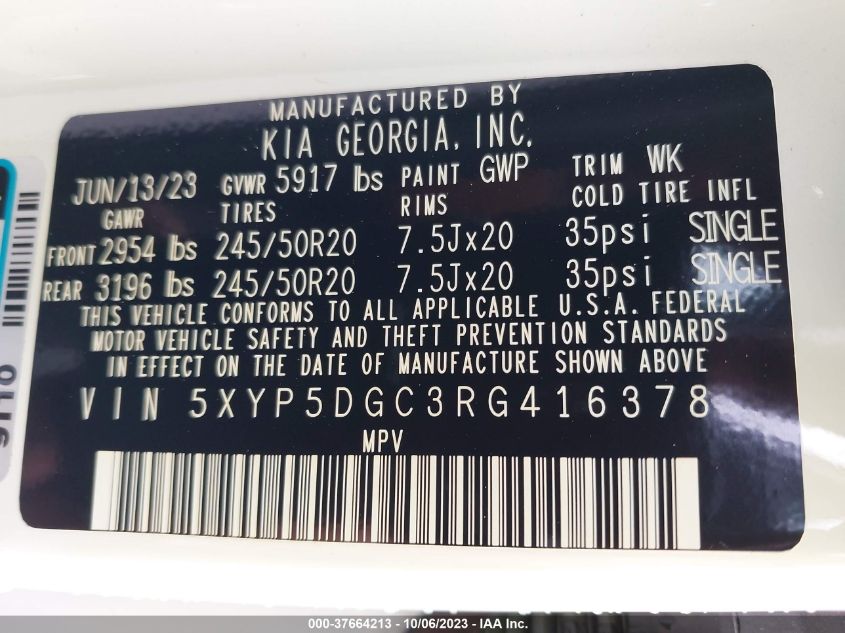 MANUFACTURED BY
KIA GEORGIA, INC.
JUN/13/23 GVWR 5917 lbs PAINT GWP TRIM WK
GAWR TIRES RIMS COLD TIRE INFL
FRONT 2954 lbs 245/50R20 7.5Jx20 35psi SINGLE
REAR 3196 lbs 245/50R20 7.5Jx20 35psi SINGLE
THIS VEHICLE CONFORMS TO ALL APPLICABLE U.S.A. FEDERAL
MOTOR VEHICLE SAFETY AND THEFT PREVENTION STANDARDS
IN EFFECT ON THE DATE OF MANUFACTURE SHOWN ABOVE
VIN 5XYP5DGC3RG416378
MPV
000-37664213 - 10/06/2023 - IAA Inc.